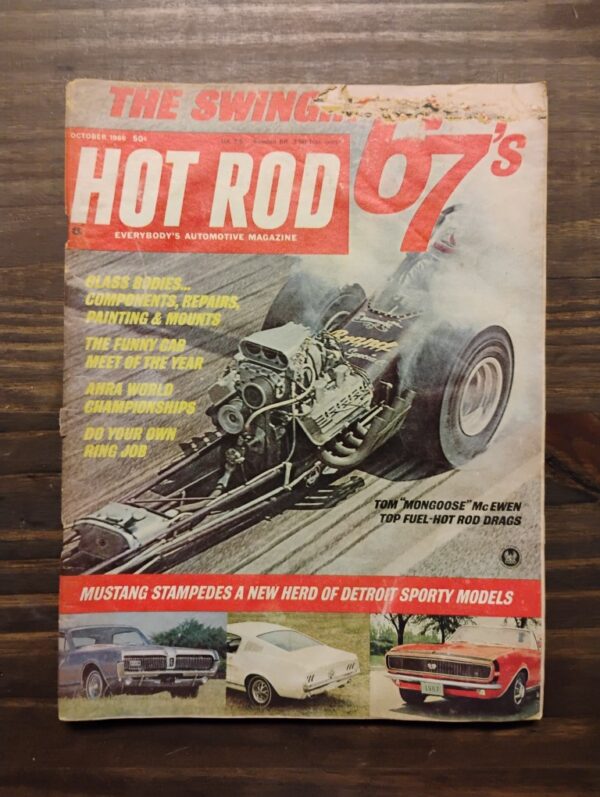 THE SWINGIN
67's
OCTOBER 1966 50¢
HOT ROD
EVERYBODY'S AUTOMOTIVE MAGAZINE
GLASS BODIES...
COMPONENTS, REPAIRS,
PAINTING & MOUNTS
THE FUNNY CAR
MEET OF THE YEAR
AHRA WORLD
CHAMPIONSHIPS
DO YOUR OWN
RING JOB
TOM "MONGOOSE" McEWEN
TOP FUEL-HOT ROD DRAGS
MUSTANG STAMPEDES A NEW HERD OF DETROIT SPORTY MODELS
1967